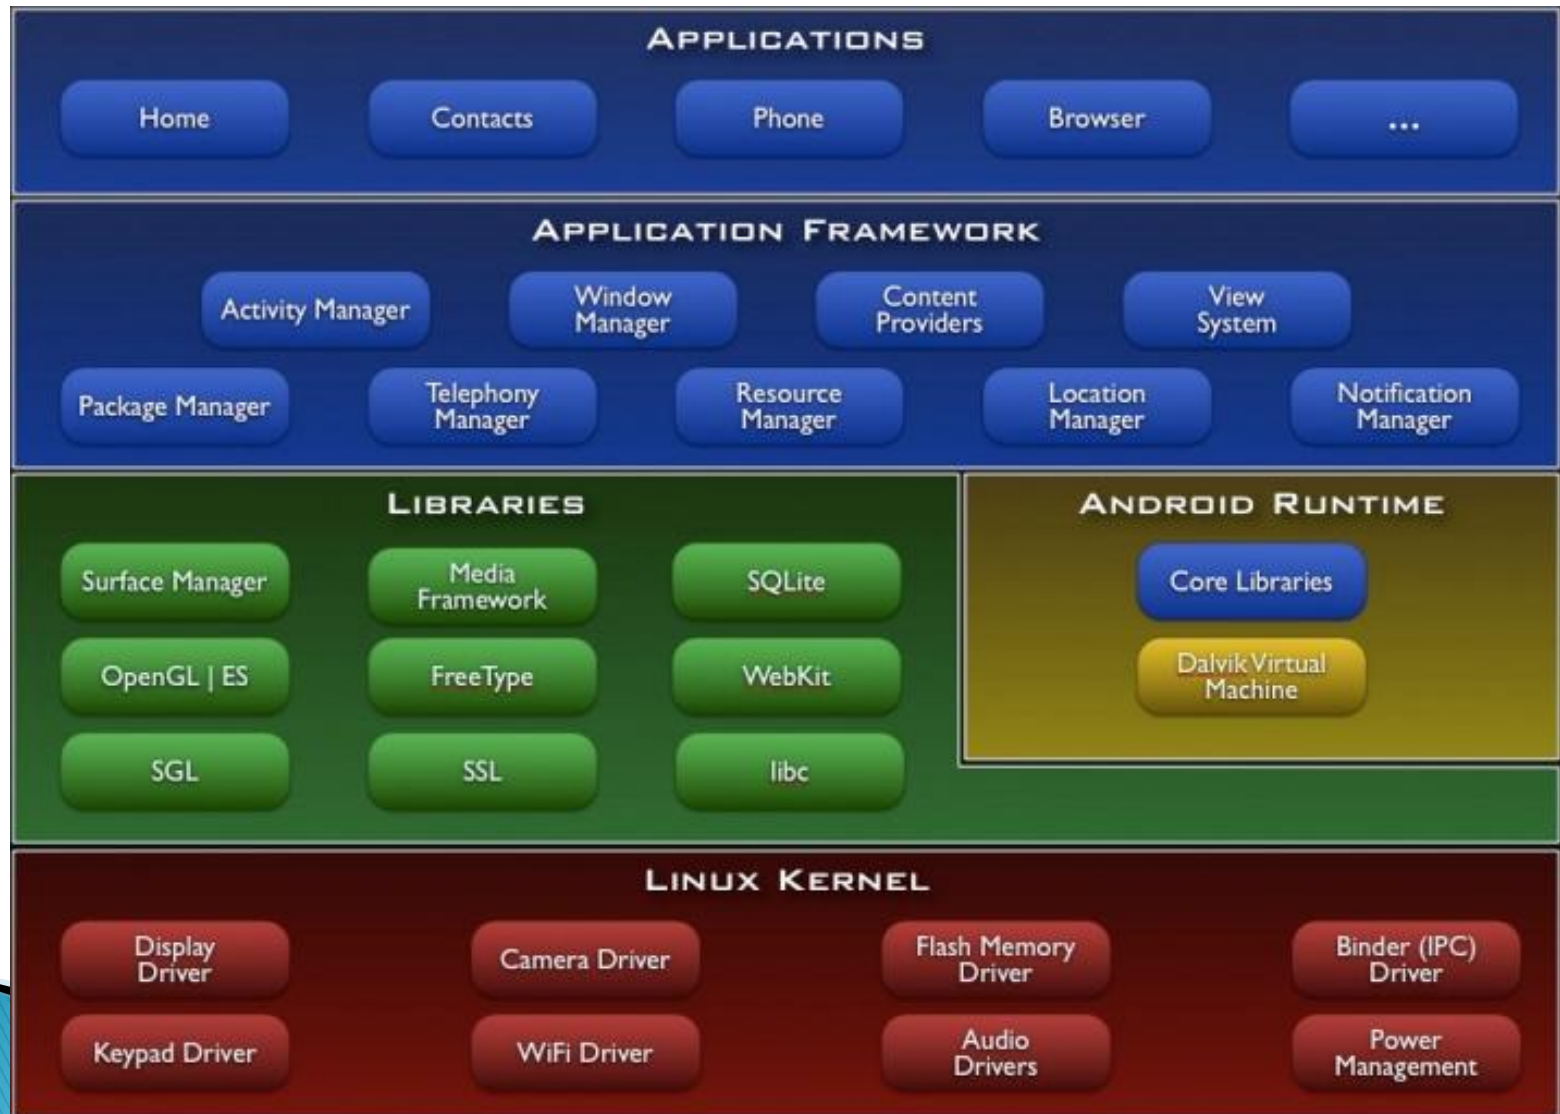 APPLICATIONS
Home
Contacts
Phone
Browser
...
APPLICATION FRAMEWORK
Activity Manager
Window
Manager
Content
Providers
View
System
Package Manager
Telephony
Manager
Resource
Manager
Location
Manager
Notification
Manager
LIBRARIES
Surface Manager
Media
Framework
SQLite
OpenGL | ES
FreeType
WebKit
SGL
SSL
libc
ANDROID RUNTIME
Core Libraries
Dalvik Virtual
Machine
LINUX KERNEL
Display
Driver
Camera Driver
Flash Memory
Driver
Binder (IPC)
Driver
Keypad Driver
WiFi Driver
Audio
Drivers
Power
Management